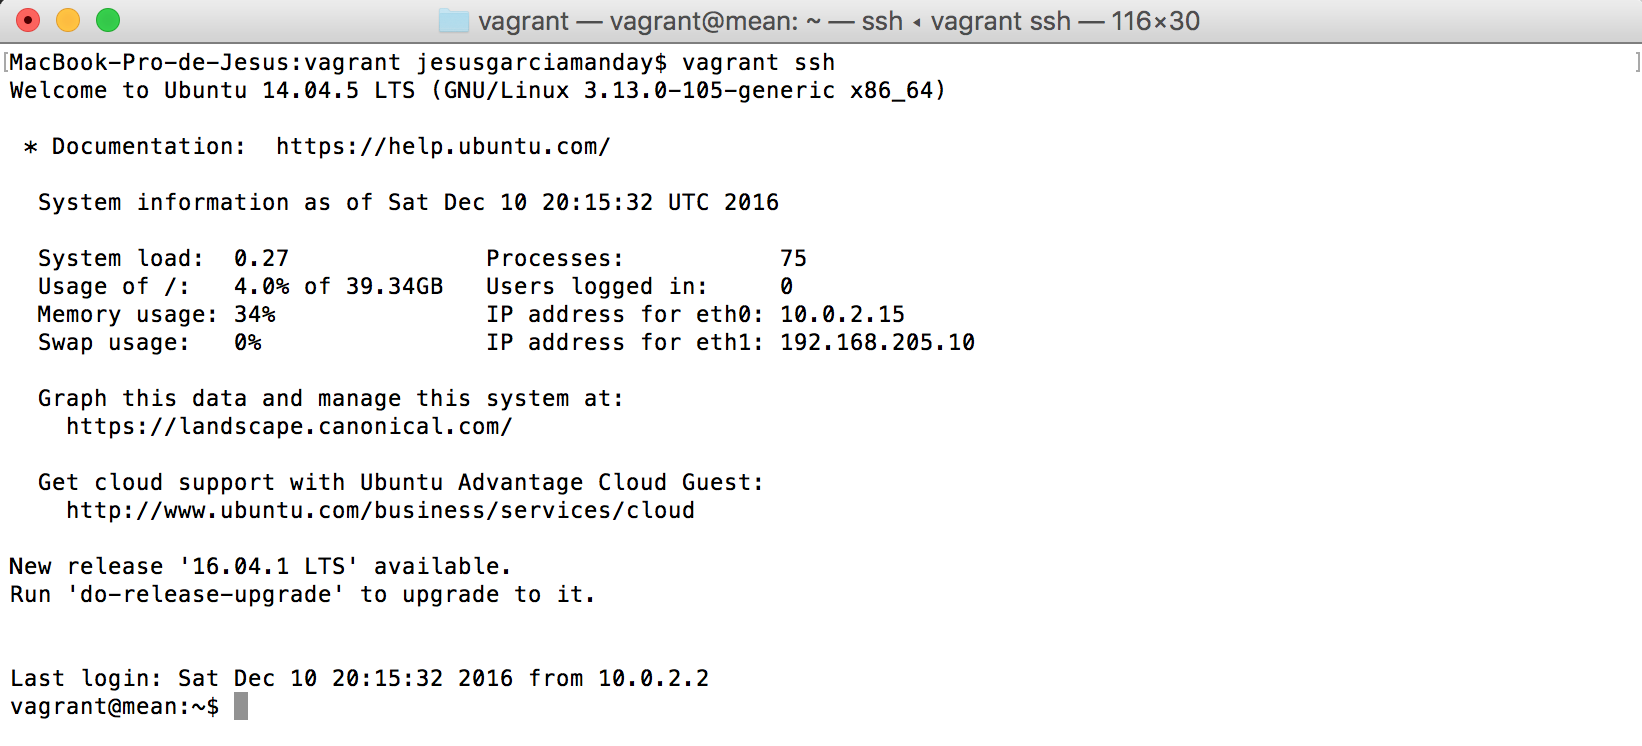 vagrant — vagrant@mean: ~ — ssh ◂ vagrant ssh — 116×30
[MacBook-Pro-de-Jesus:vagrant jesusgarciamanday$ vagrant ssh ]
Welcome to Ubuntu 14.04.5 LTS (GNU/Linux 3.13.0-105-generic x86_64)
* Documentation:  https://help.ubuntu.com/
System information as of Sat Dec 10 20:15:32 UTC 2016
System load:  0.27              Processes:           75
Usage of /:   4.0% of 39.34GB   Users logged in:     0
Memory usage: 34%               IP address for eth0: 10.0.2.15
Swap usage:   0%                IP address for eth1: 192.168.205.10
Graph this data and manage this system at:
https://landscape.canonical.com/
Get cloud support with Ubuntu Advantage Cloud Guest:
http://www.ubuntu.com/business/services/cloud
New release '16.04.1 LTS' available.
Run 'do-release-upgrade' to upgrade to it.
Last login: Sat Dec 10 20:15:32 2016 from 10.0.2.2
vagrant@mean:~$